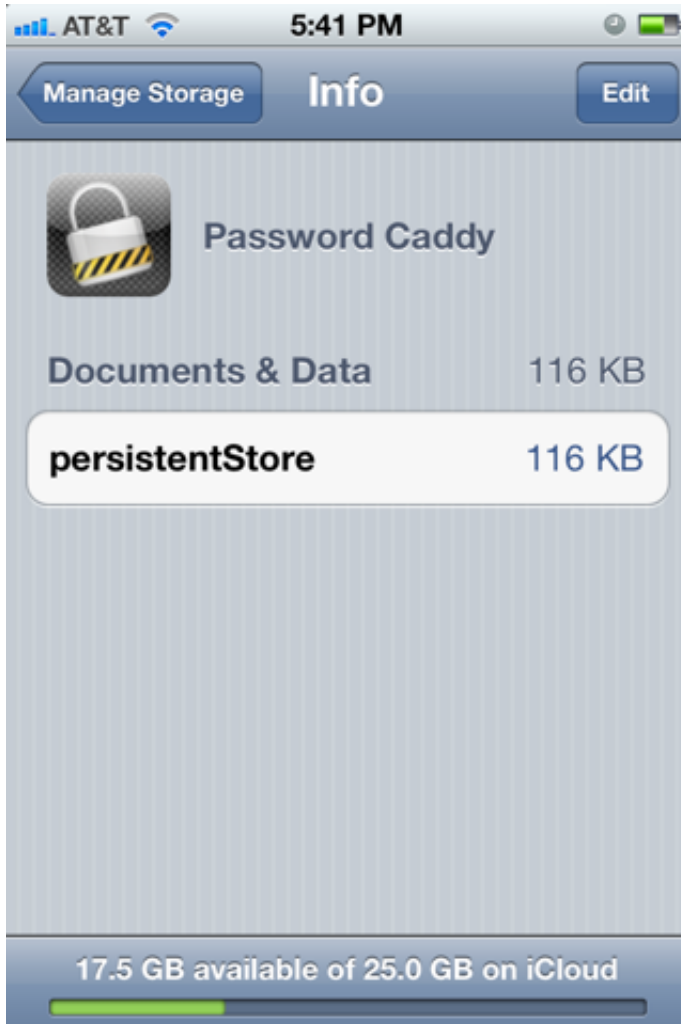 AT&T 5:41 PM
Manage Storage Info Edit
Password Caddy
Documents & Data 116 KB
persistentStore 116 KB
17.5 GB available of 25.0 GB on iCloud